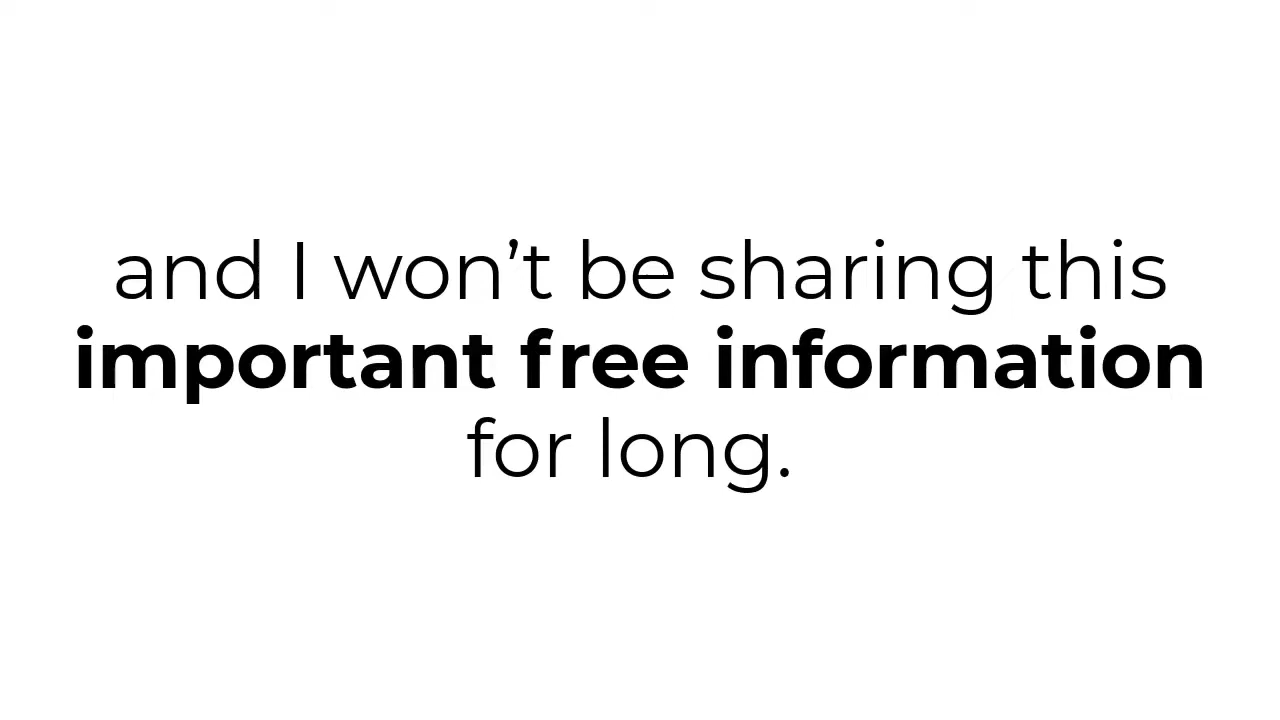 and I won’t be sharing this
important free information
for long.